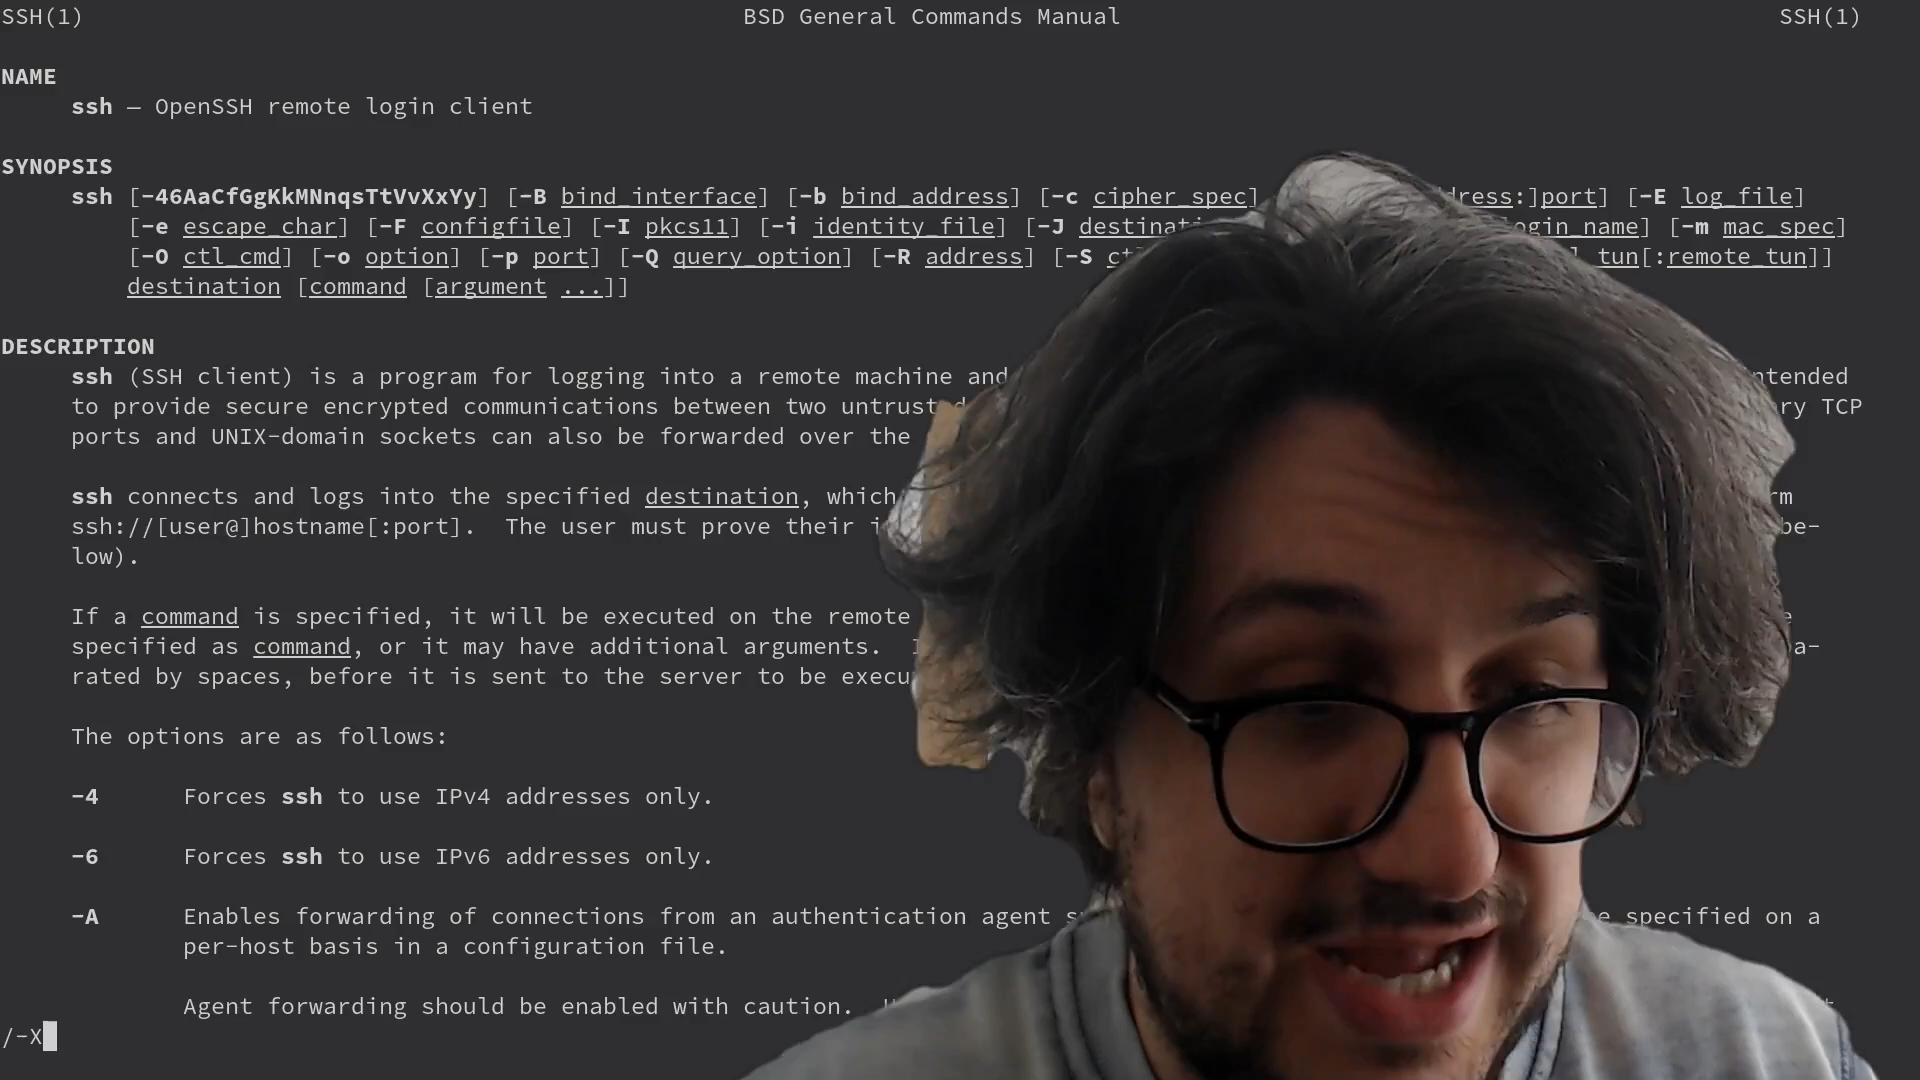 SSH(1) BSD General Commands Manual SSH(1)
NAME
ssh — OpenSSH remote login client
SYNOPSIS
ssh [-46AaCfGgKkMNnqsTtVvXxYy] [-B bind_interface] [-b bind_address] [-c cipher_spec] dress:]port] [-E log_file]
[-e escape_char] [-F configfile] [-I pkcs11] [-i identity_file] [-J login_name] [-m mac_spec]
[-O ctl_cmd] [-o option] [-p port] [-Q query_option] [-R address] [-S tun[:remote_tun]]
destination [command [argument ...]]
DESCRIPTION
ssh (SSH client) is a program for logging into a remote machine and
to provide secure encrypted communications between two TCP
ports and UNIX-domain sockets can also be forwarded over the
ssh connects and logs into the specified destination, which
ssh://[user@]hostname[:port]. The user must prove their be-
low).
If a command is specified, it will be executed on the remote
specified as command, or it may have additional arguments.
rated by spaces, before it is sent to the server to be
The options are as follows:
-4 Forces ssh to use IPv4 addresses only.
-6 Forces ssh to use IPv6 addresses only.
-A Enables forwarding of connections from an authentication agent specified on a
per-host basis in a configuration file.
Agent forwarding should be enabled with caution.
/-X